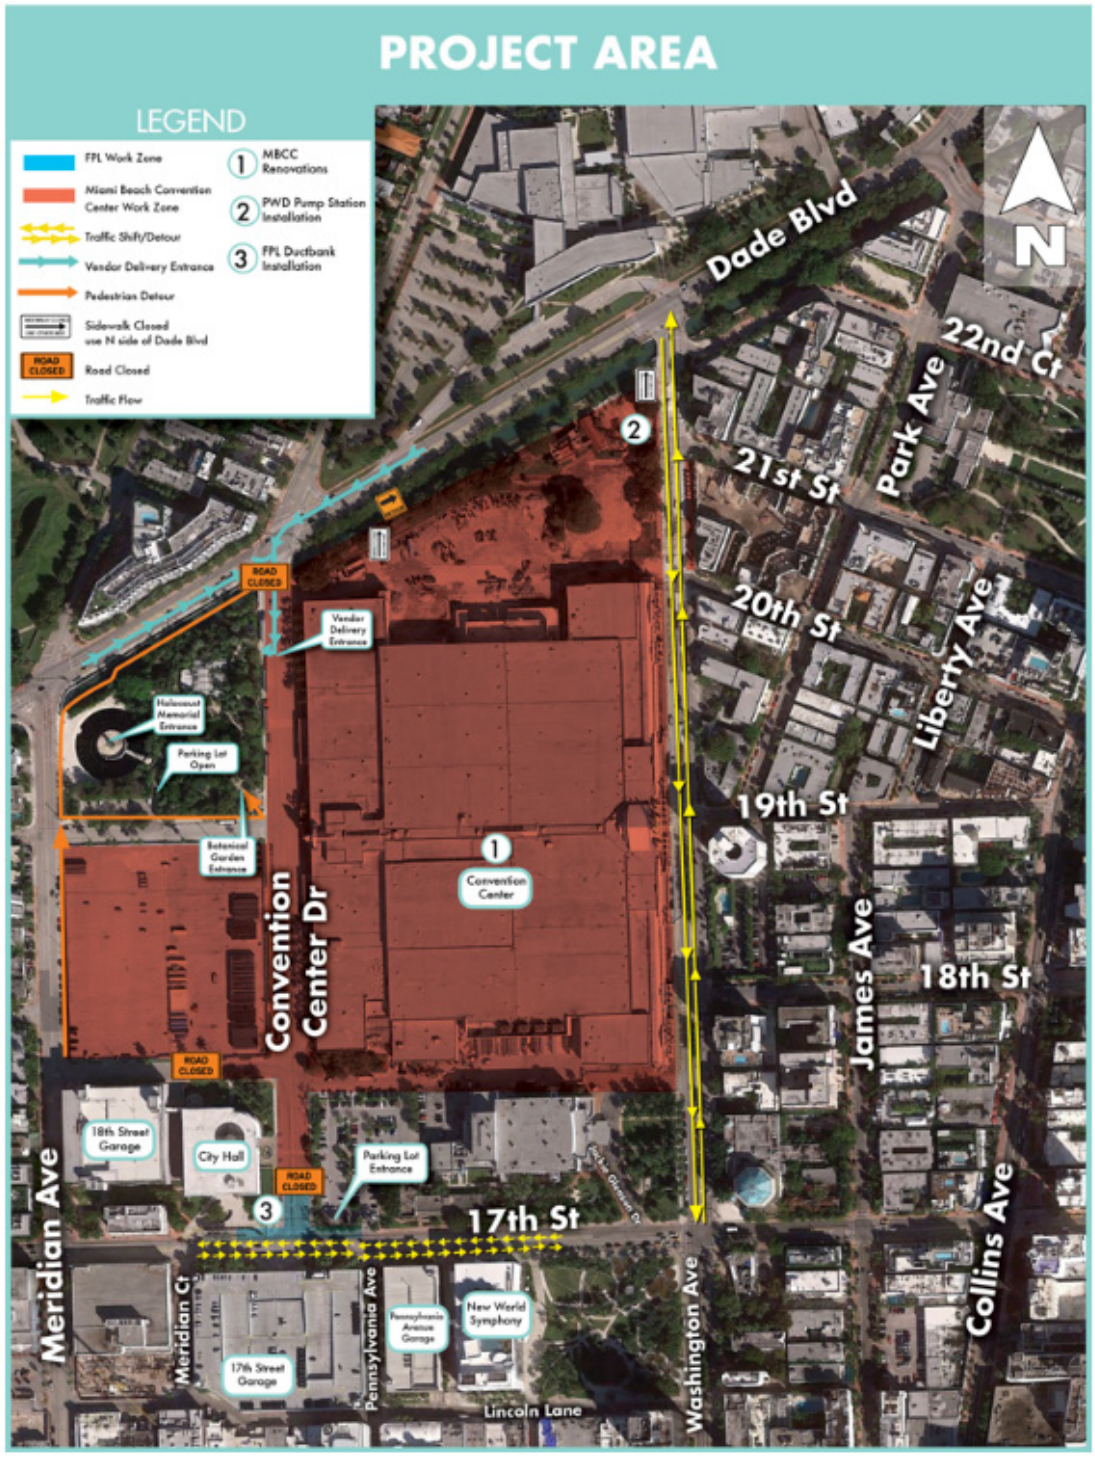 PROJECT AREA
LEGEND
FPL Work Zone
Miami Beach Convention
Center Work Zone
Traffic Shift/Detour
Vendor Delivery Entrance
Pedestrian Detour
Sidewalk Closed
use N side of Dade Blvd
ROAD
CLOSED
Road Closed
Traffic Flow
1
MBCC
Renovations
2
PWD Pump Station
Installation
3
FPL Ductbank
Installation
N
Dade Blvd
22nd Ct
Park Ave
2
21st St
20th St
Liberty Ave
ROAD
CLOSED
Vendor
Delivery
Entrance
Holocaust
Memorial
Entrance
Parking Lot
Open
Botanical
Garden
Entrance
19th St
1
Convention
Center
Convention
Center Dr
James Ave
18th St
ROAD
CLOSED
18th Street
Garage
City Hall
Parking Lot
Entrance
ROAD
CLOSED
3
17th St
Meridian Ave
Collins Ave
Meridian Ct
Pennsylvania Ave
Pennsylvania
Avenue
Garage
New World
Symphony
17th Street
Garage
Washington Ave
Lincoln Lane